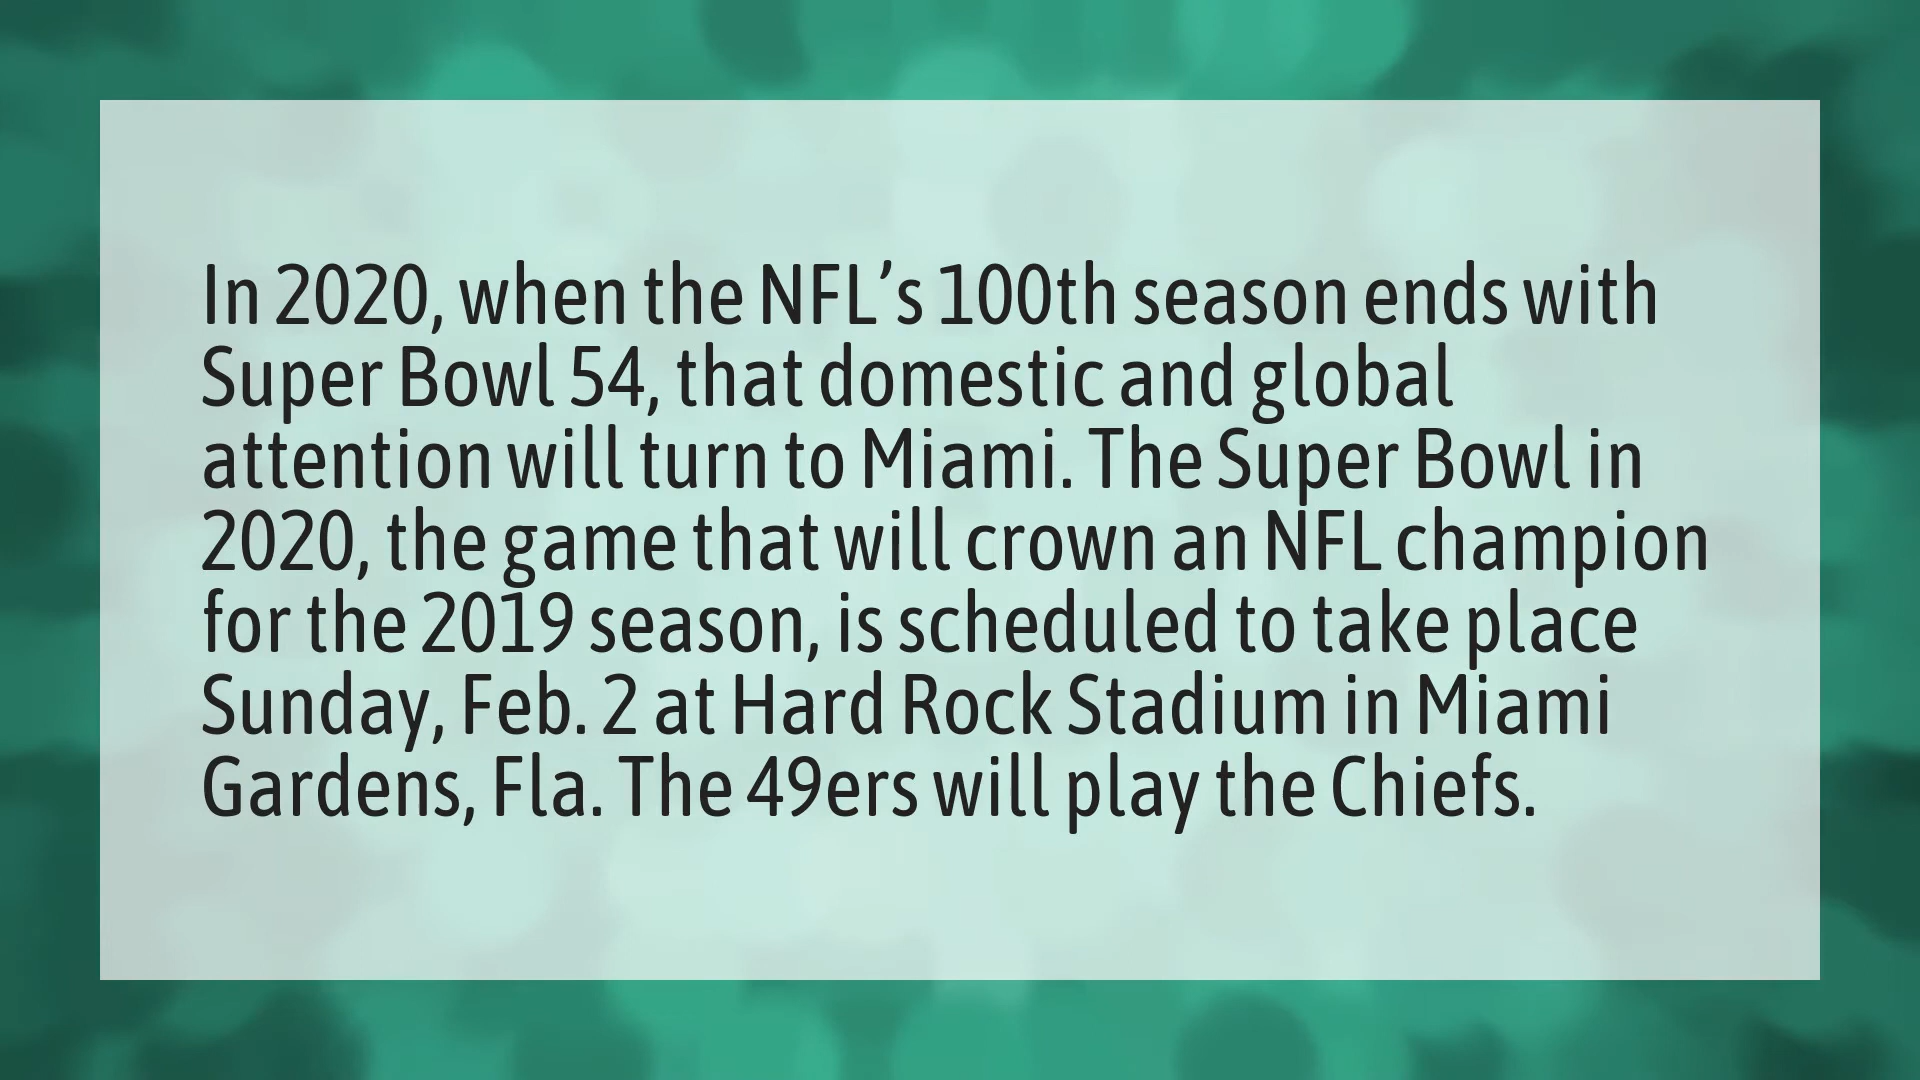 In 2020, when the NFL’s 100th season ends with
Super Bowl 54, that domestic and global
attention will turn to Miami. The Super Bowl in
2020, the game that will crown an NFL champion
for the 2019 season, is scheduled to take place
Sunday, Feb. 2 at Hard Rock Stadium in Miami
Gardens, Fla. The 49ers will play the Chiefs.